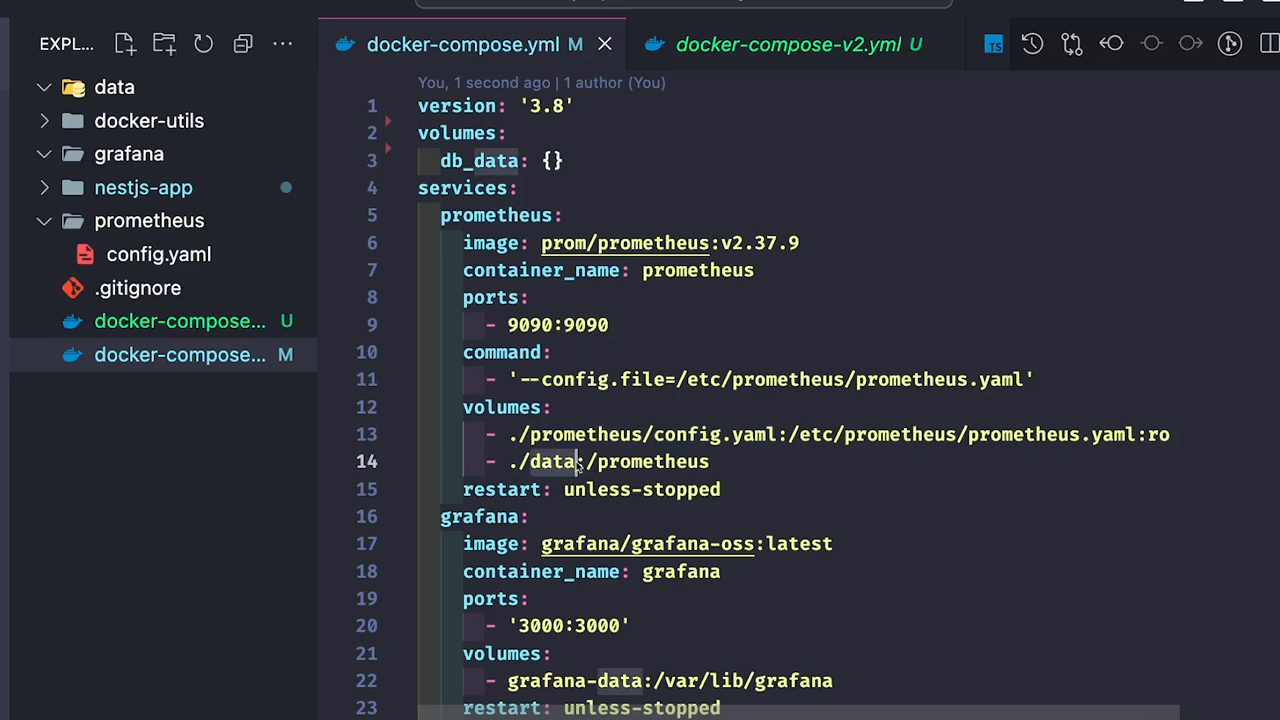 EXPL...
docker-compose.yml M
docker-compose-v2.yml U
TS
data
docker-utils
grafana
nestjs-app
prometheus
config.yaml
.gitignore
docker-compose... U
docker-compose... M
You, 1 second ago | 1 author (You)
1 version: '3.8'
2 volumes:
3 db_data: {}
4 services:
5 prometheus:
6 image: prom/prometheus:v2.37.9
7 container_name: prometheus
8 ports:
9 - 9090:9090
10 command:
11 - '--config.file=/etc/prometheus/prometheus.yaml'
12 volumes:
13 - ./prometheus/config.yaml:/etc/prometheus/prometheus.yaml:ro
14 - ./data:/prometheus
15 restart: unless-stopped
16 grafana:
17 image: grafana/grafana-oss:latest
18 container_name: grafana
19 ports:
20 - '3000:3000'
21 volumes:
22 - grafana-data:/var/lib/grafana
23 restart: unless-stopped